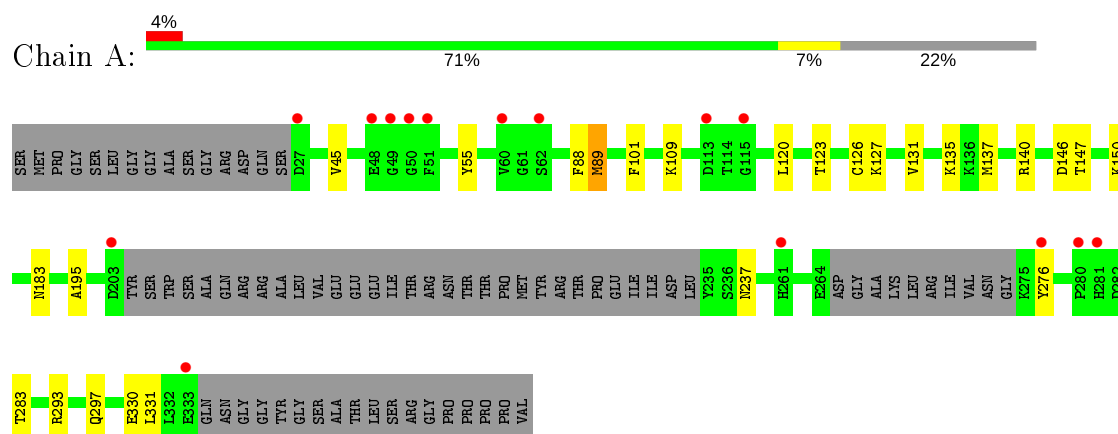 4%
Chain A:
71% 7% 22%
SER MET PRO GLY SER LEU GLY GLY ALA SER GLY ARG ASP GLN SER D27 V45 E48 G49 G50 F51 Y55 V60 G61 S62 F88 M89 F101 K109 D113 T114 G115 L120 T123 C126 K127 V131 K135 K136 M137 R140 D146 T147 K150
N183 A195 D203 TYR SER TRP SER ALA GLN ARG ARG ALA LEU VAL GLU GLU GLU ILE THR ARG ASN THR THR PRO MET TYR ARG THR PRO GLU ILE ILE ASP LEU Y235 S236 N237 H261 E264 ASP GLY ALA LYS LEU ARG ILE VAL ASN GLY K275 Y276 P280 H281 D282
T283 R293 Q297 E330 L331 L332 E333 GLN ASN GLY GLY TYR GLY SER ALA THR LEU SER ARG GLY PRO PRO PRO PRO VAL